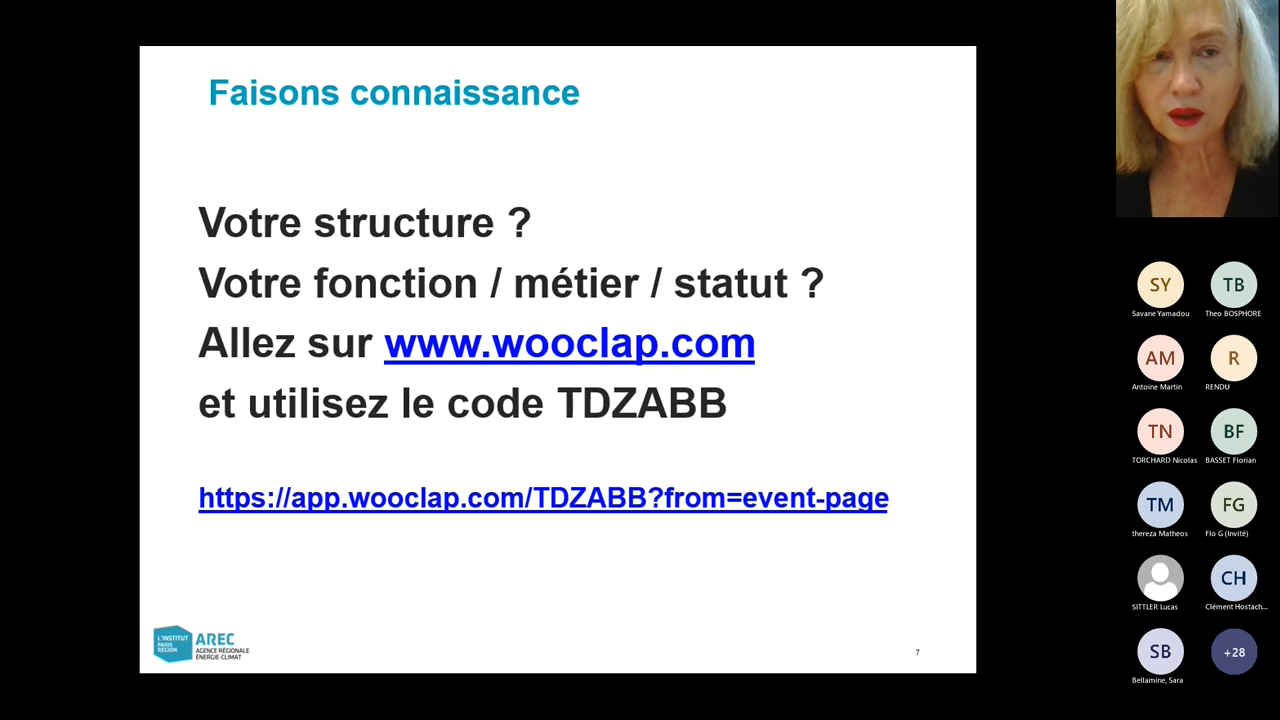 Faisons connaissance
Votre structure ?
Votre fonction / métier / statut ?
Allez sur www.wooclap.com
et utilisez le code TDZABB
https://app.wooclap.com/TDZABB?from=event-page
L'INSTITUT
PARIS
REGION
AREC
AGENCE RÉGIONALE
ÉNERGIE-CLIMAT
7
SY
Savane Yamadou
TB
Theo BOSPHORE
AM
Antoine Martin
R
RENDU
TN
TORCHARD Nicolas
BF
BASSET Florian
TM
thereza Matheos
FG
Flo G (Invité)
SITTLER Lucas
CH
Clément Hostach...
SB
Bellamine, Sara
+28